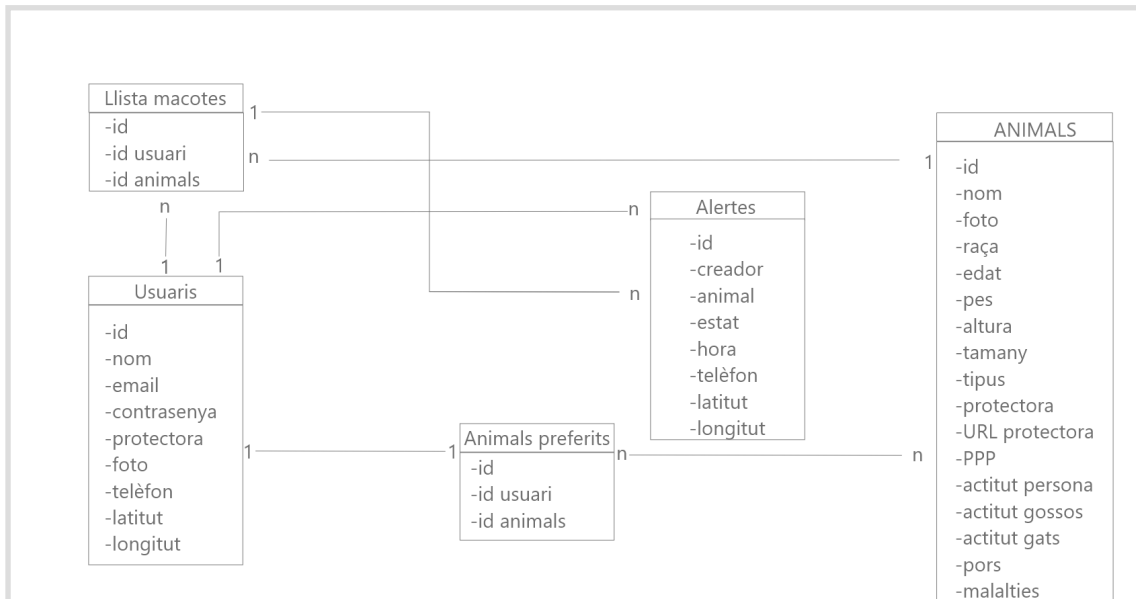 Llista macotes
-id
-id usuari
-id animals
1
n
n
1
1
Usuaris
-id
-nom
-email
-contrasenya
-protectora
-foto
-telèfon
-latitut
-longitut
1
1
Animals preferits
-id
-id usuari
-id animals
n
n
n
n
Alertes
-id
-creador
-animal
-estat
-hora
-telèfon
-latitut
-longitut
1
ANIMALS
-id
-nom
-foto
-raça
-edat
-pes
-altura
-tamany
-tipus
-protectora
-URL protectora
-PPP
-actitut persona
-actitut gossos
-actitut gats
-pors
-malalties